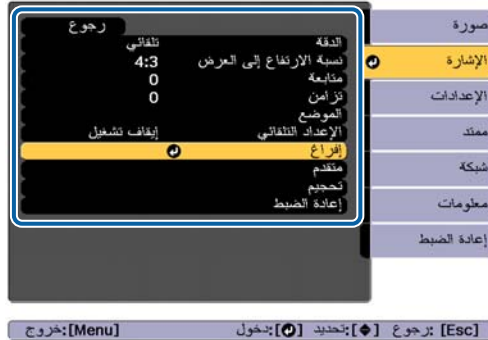 صورة
الإشارة
الإعدادات
ممتد
شبكة
معلومات
إعادة الضبط
رجوع
الدقة تلقائي
نسبة الارتفاع إلى العرض 4:3
متابعة 0
تزامن 0
الموضع
الإعداد التلقائي إيقاف تشغيل
إفراغ
متقدم
تحجيم
إعادة الضبط
[Esc] :رجوع [◆]:تحديد [↵]:دخول [Menu]:خروج